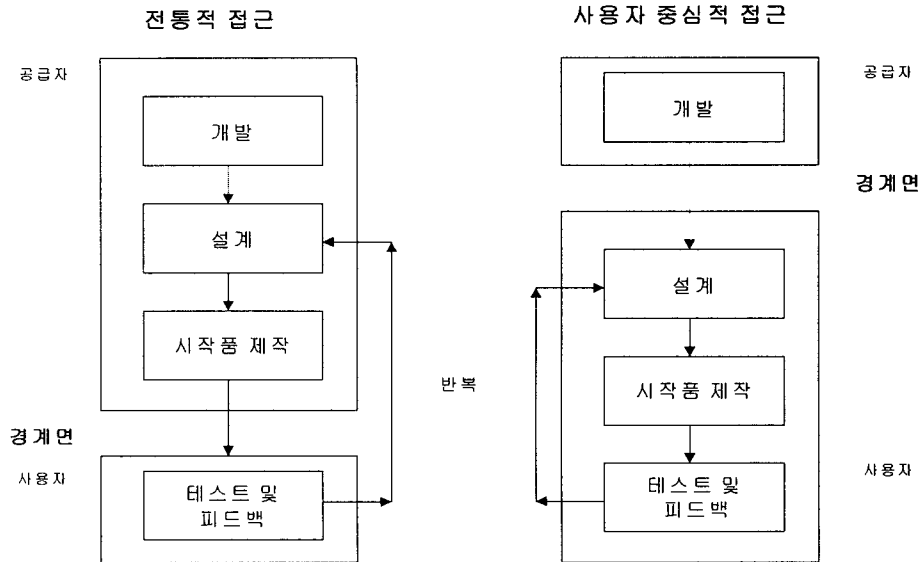 전통적 접근
공급자
개발
설계
시작품 제작
경계면
사용자
테스트 및
피드백
반복
사용자 중심적 접근
공급자
개발
경계면
설계
시작품 제작
사용자
테스트 및
피드백